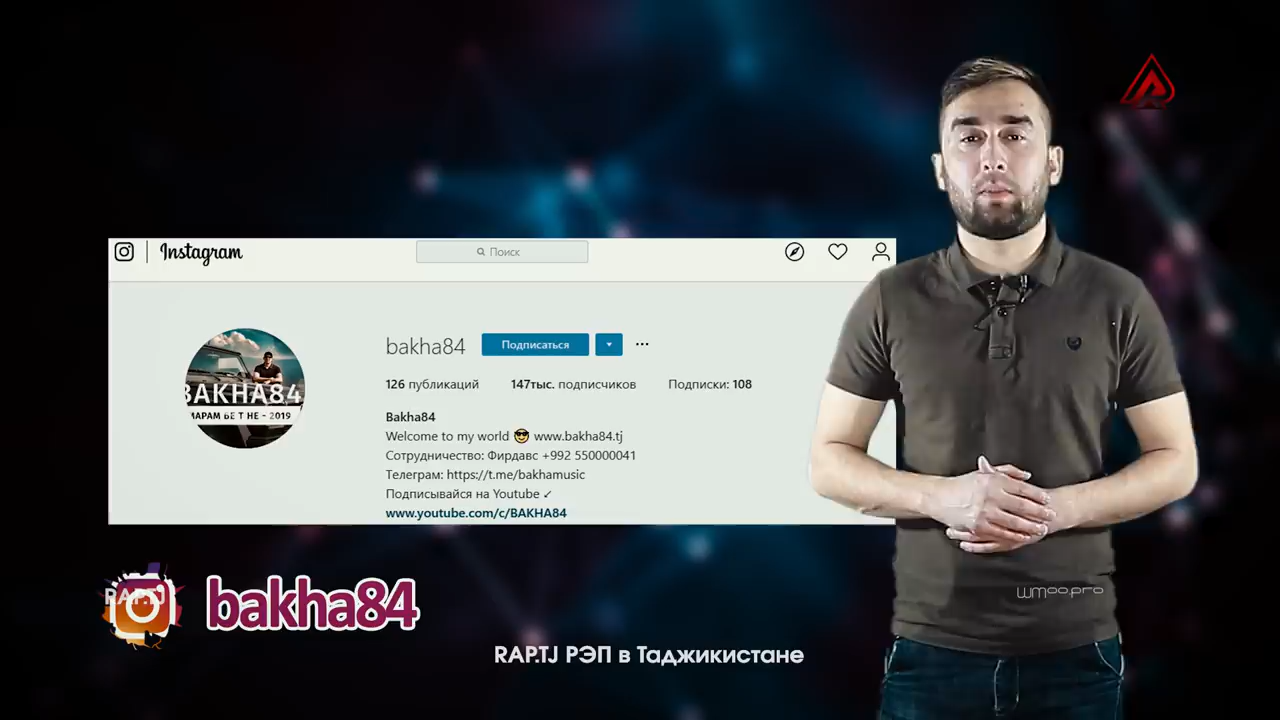 Instagram
Поиск
bakha84
Подписаться
126 публикаций 147тыс. подписчиков Подписки: 108
Bakha84
Welcome to my world 😎 www.bakha84.tj
Сотрудничество: Фирдавс +992 550000041
Телеграм: https://t.me/bakhamusic
Подписывайся на Youtube ✓
www.youtube.com/c/BAKHA84
BAKHA84
2019
RAP.TJ
bakha84
wmoo.pro
RAP.TJ РЭП в Таджикистане